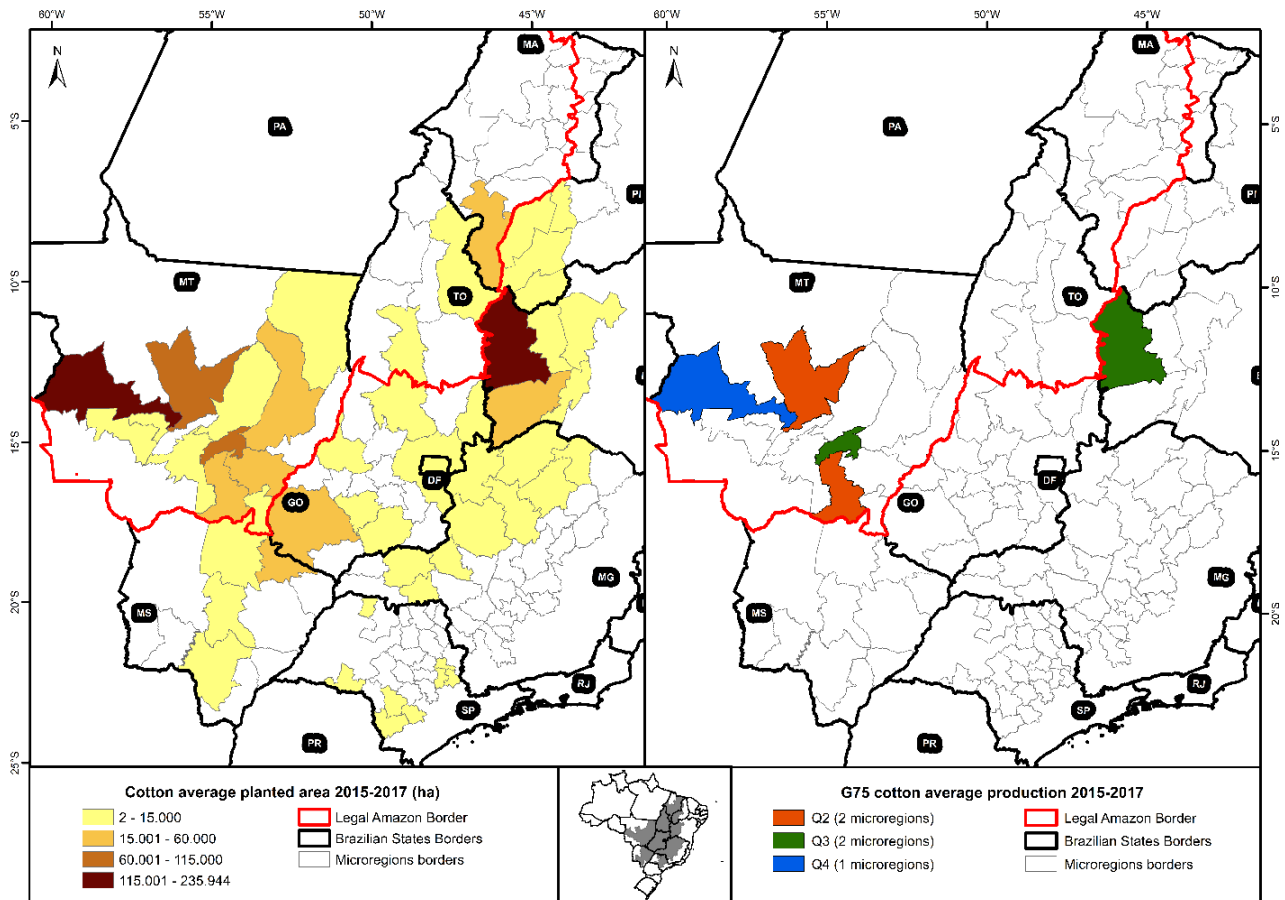 60°W 55°W 50°W 45°W
60°W 55°W 50°W 45°W
N
N
MA
MA
5°S
PA
PA
5°S
PI
10°S
MT
TO
MT
TO
10°S
15°S
DF
GO
DF
GO
15°S
20°S
MG
MS
MG
MS
20°S
RJ
RJ
SP
SP
PR
PR
25°S
Cotton average planted area 2015-2017 (ha)
2 - 15.000
15.001 - 60.000
60.001 - 115.000
115.001 - 235.944
Legal Amazon Border
Brazilian States Borders
Microregions borders
G75 cotton average production 2015-2017
Q2 (2 microregions)
Q3 (2 microregions)
Q4 (1 microregions)
Legal Amazon Border
Brazilian States Borders
Microregions borders